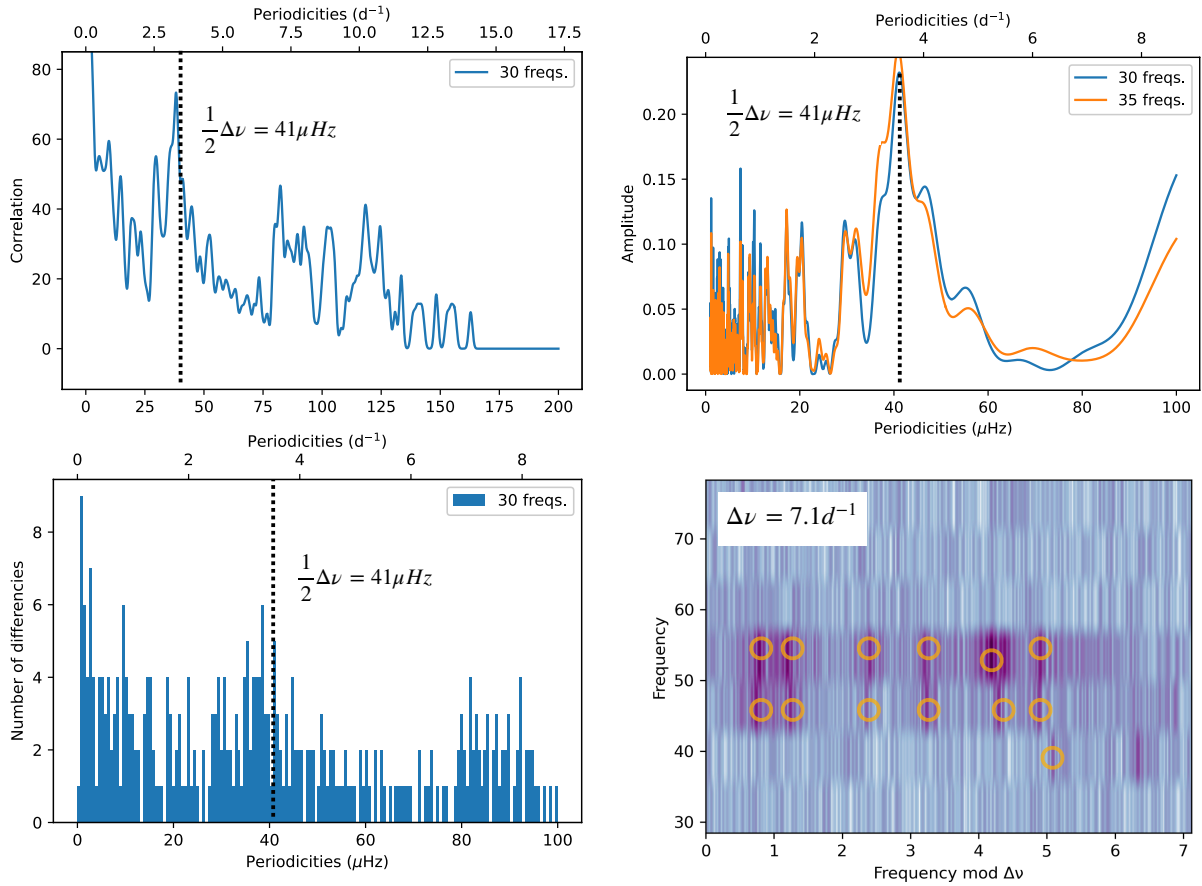 Periodicities (d⁻¹)
0.0 2.5 5.0 7.5 10.0 12.5 15.0 17.5
80
60
40
20
0
Correlation
30 freqs.
1/2 Δν = 41μHz
0 25 50 75 100 125 150 175 200
Periodicities (μHz)
Periodicities (d⁻¹)
0 2 4 6 8
0.20
0.15
0.10
0.05
0.00
Amplitude
30 freqs.
35 freqs.
1/2 Δν = 41μHz
0 20 40 60 80 100
Periodicities (μHz)
Periodicities (d⁻¹)
0 2 4 6 8
8
6
4
2
0
Number of differencies
30 freqs.
1/2 Δν = 41μHz
0 20 40 60 80 100
Periodicities (μHz)
Δν = 7.1d⁻¹
70
60
50
40
30
Frequency
0 1 2 3 4 5 6 7
Frequency mod Δν